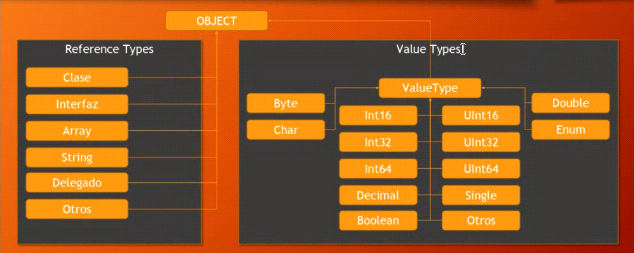 OBJECT
Reference Types
Clase
Interfaz
Array
String
Delegado
Otros
Value Types
ValueType
Byte
Char
Int16
Int32
Int64
Decimal
Boolean
UInt16
UInt32
UInt64
Single
Otros
Double
Enum